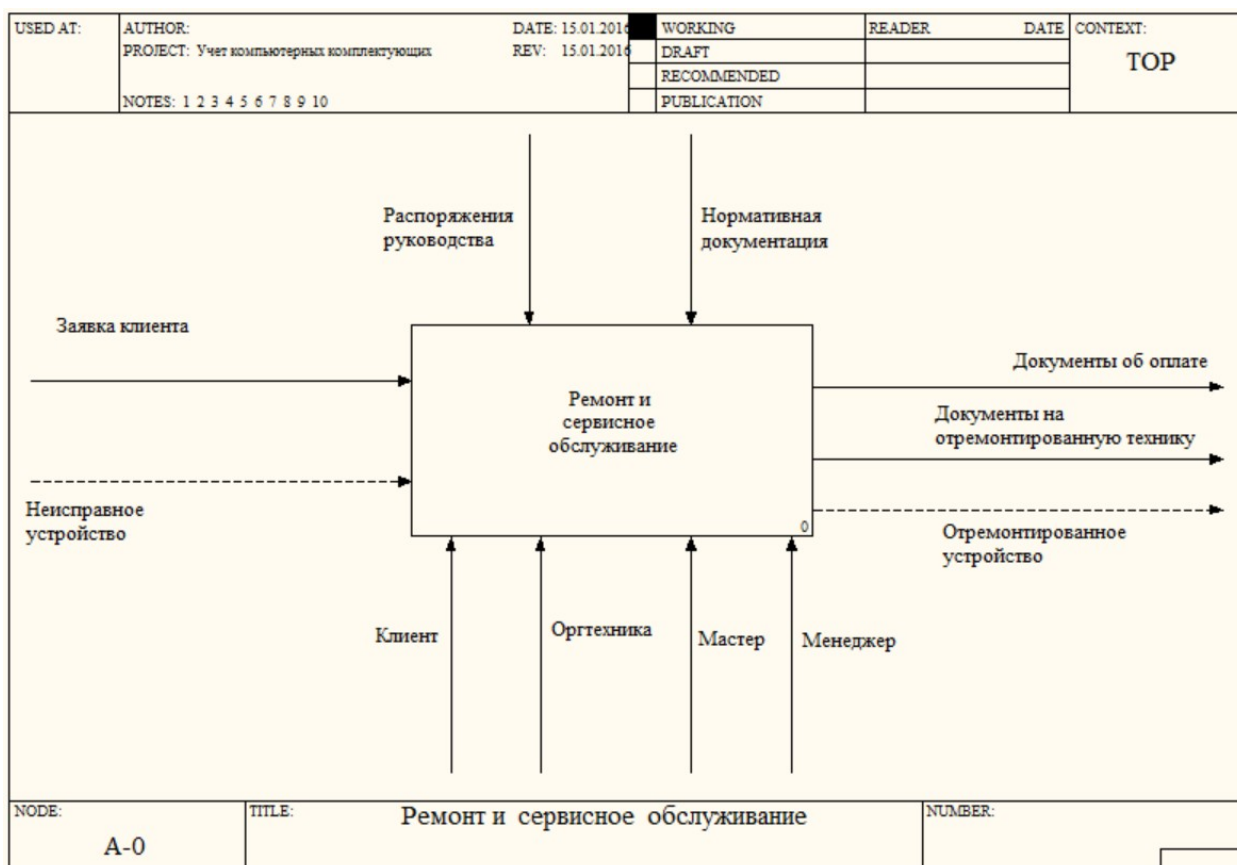 USED AT:
AUTHOR:
DATE: 15.01.2016
PROJECT: Учет компьютерных комплектующих
REV: 15.01.2016
NOTES: 1 2 3 4 5 6 7 8 9 10
WORKING
DRAFT
RECOMMENDED
PUBLICATION
READER
DATE
CONTEXT:
TOP
Распоряжения
руководства
Нормативная
документация
Заявка клиента
Неисправное
устройство
Ремонт и
сервисное
обслуживание
0
Документы об оплате
Документы на
отремонтированную технику
Отремонтированное
устройство
Клиент
Оргтехника
Мастер
Менеджер
NODE:
A-0
TITLE:
Ремонт и сервисное обслуживание
NUMBER: